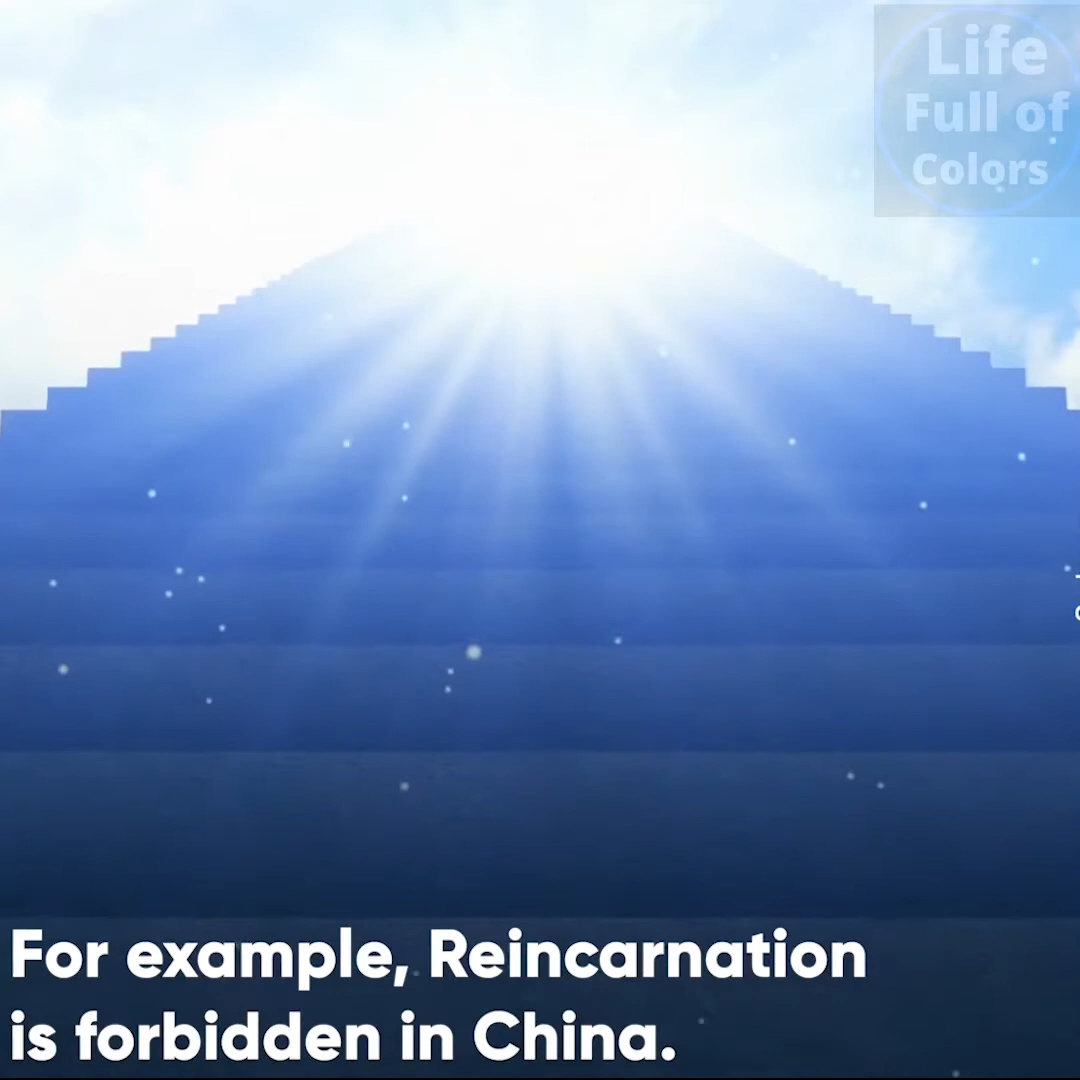 Life
Full of
Colors
For example, Reincarnation
is forbidden in China.